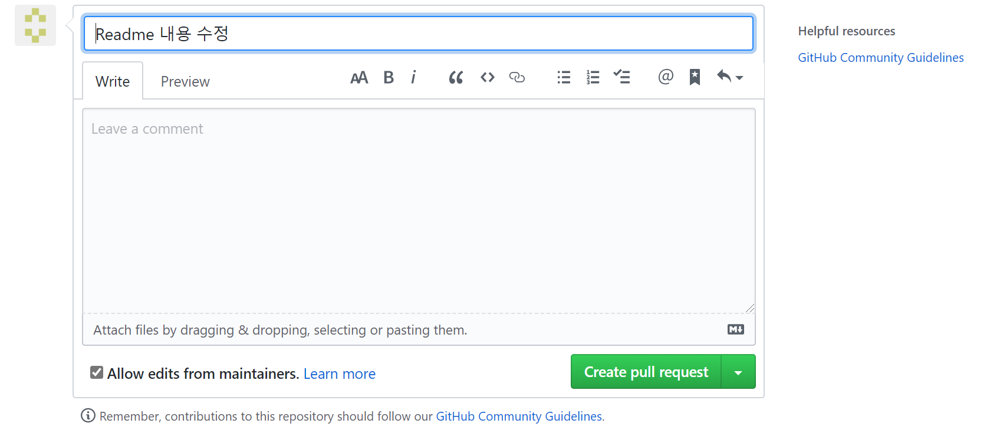 Readme 내용 수정
Helpful resources
GitHub Community Guidelines
Write Preview
Leave a comment
Attach files by dragging & dropping, selecting or pasting them.
Allow edits from maintainers. Learn more
Create pull request
Remember, contributions to this repository should follow our GitHub Community Guidelines.